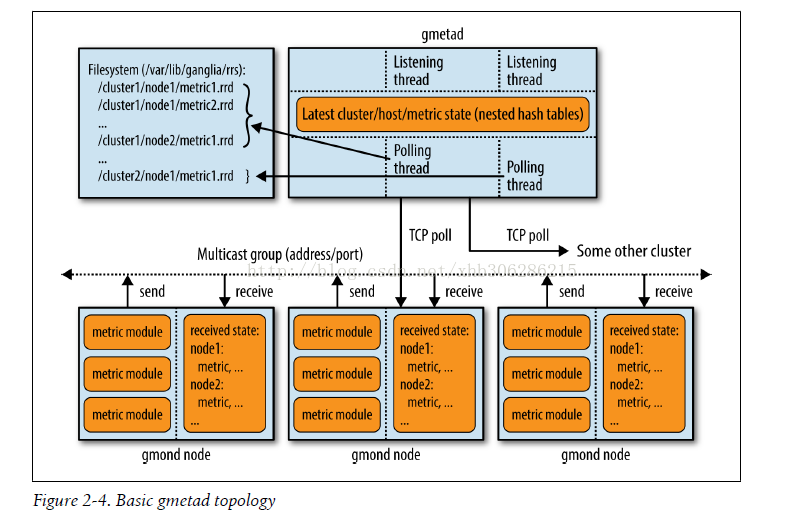 gmetad
Filesystem (/var/lib/ganglia/rrs):
/cluster1/node1/metric1.rrd
/cluster1/node1/metric2.rrd
...
/cluster1/node2/metric1.rrd
...
/cluster2/node1/metric1.rrd }
Listening
thread
Listening
thread
Latest cluster/host/metric state (nested hash tables)
Polling
thread
Polling
thread
TCP poll
TCP poll
Some other cluster
Multicast group (address/port)
http://blog.csdn.net/xhb306286215
send
receive
send
receive
send
receive
metric module
metric module
metric module
received state:
node1:
metric, ...
node2:
metric, ...
...
gmond node
metric module
metric module
metric module
received state:
node1:
metric, ...
node2:
metric, ...
...
gmond node
metric module
metric module
metric module
received state:
node1:
metric, ...
node2:
metric, ...
...
gmond node
Figure 2-4. Basic gmetad topology